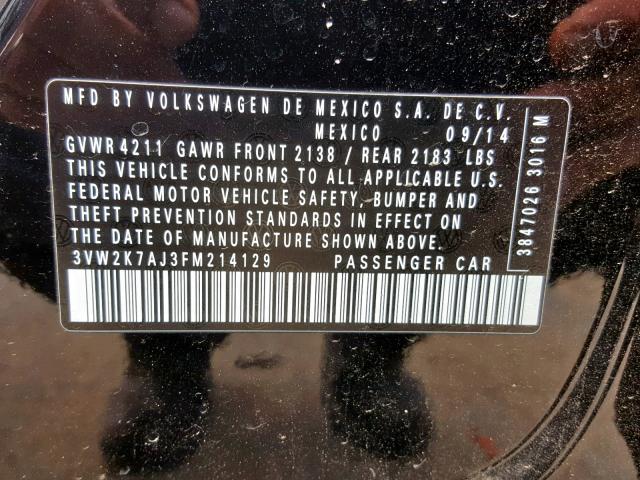 MFD BY VOLKSWAGEN DE MEXICO S.A. DE C.V.
MEXICO 09/14
GVWR 4211 GAWR FRONT 2138 / REAR 2183 LBS
THIS VEHICLE CONFORMS TO ALL APPLICABLE U.S.
FEDERAL MOTOR VEHICLE SAFETY, BUMPER AND
THEFT PREVENTION STANDARDS IN EFFECT ON
THE DATE OF MANUFACTURE SHOWN ABOVE.
3VW2K7AJ3FM214129 PASSENGER CAR
3847026 3016 M